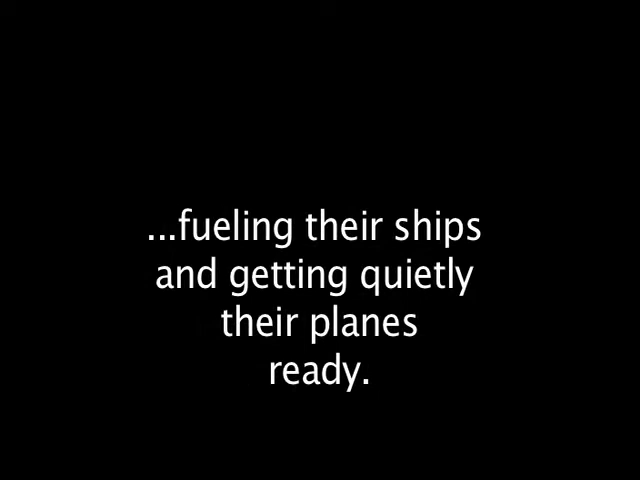 ...fueling their ships
and getting quietly
their planes
ready.